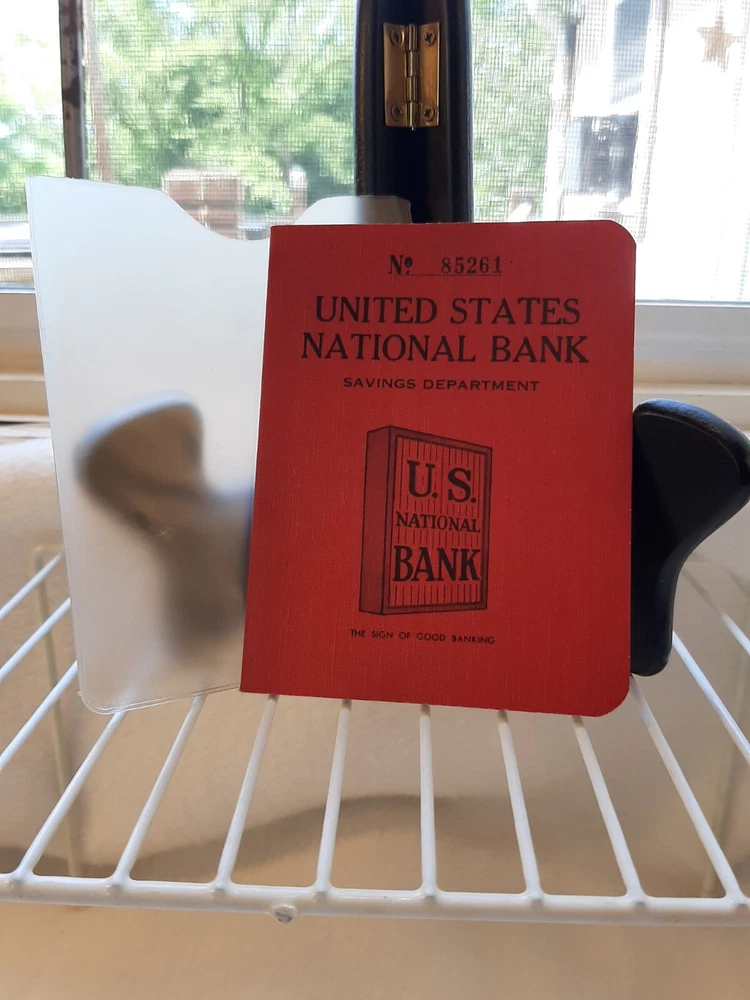 Nº 85261
UNITED STATES
NATIONAL BANK
SAVINGS DEPARTMENT
U. S.
NATIONAL
BANK
THE SIGN OF GOOD BANKING